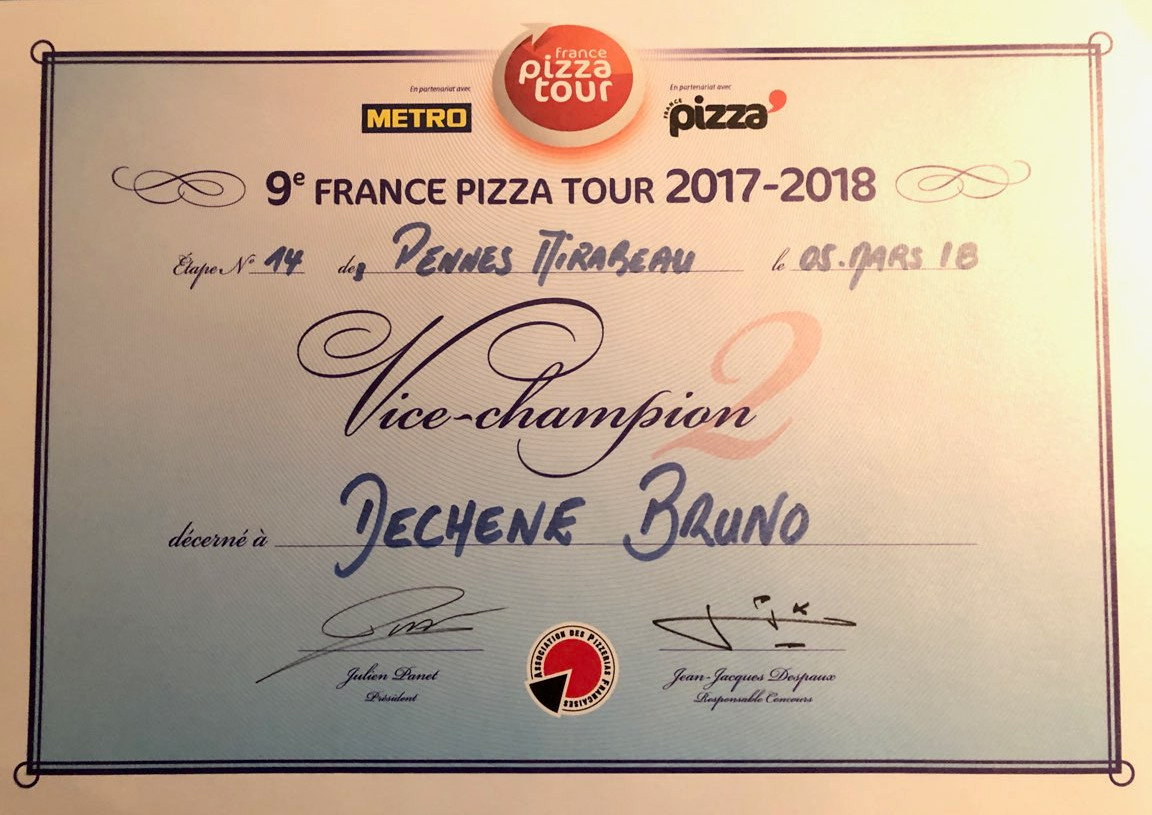 france
pizza
tour
En partenariat avec
METRO
En partenariat avec
FRANCE pizza
9e FRANCE PIZZA TOUR 2017-2018
Étape N° 14 des PENNES MIRABEAU le 05.MARS 18
Vice-champion 2
décerné à DECHENE BRUNO
Julien Panet
Président
ASSOCIATION DES PIZZERIAS FRANÇAISES
Jean-Jacques Despaux
Responsable Concours